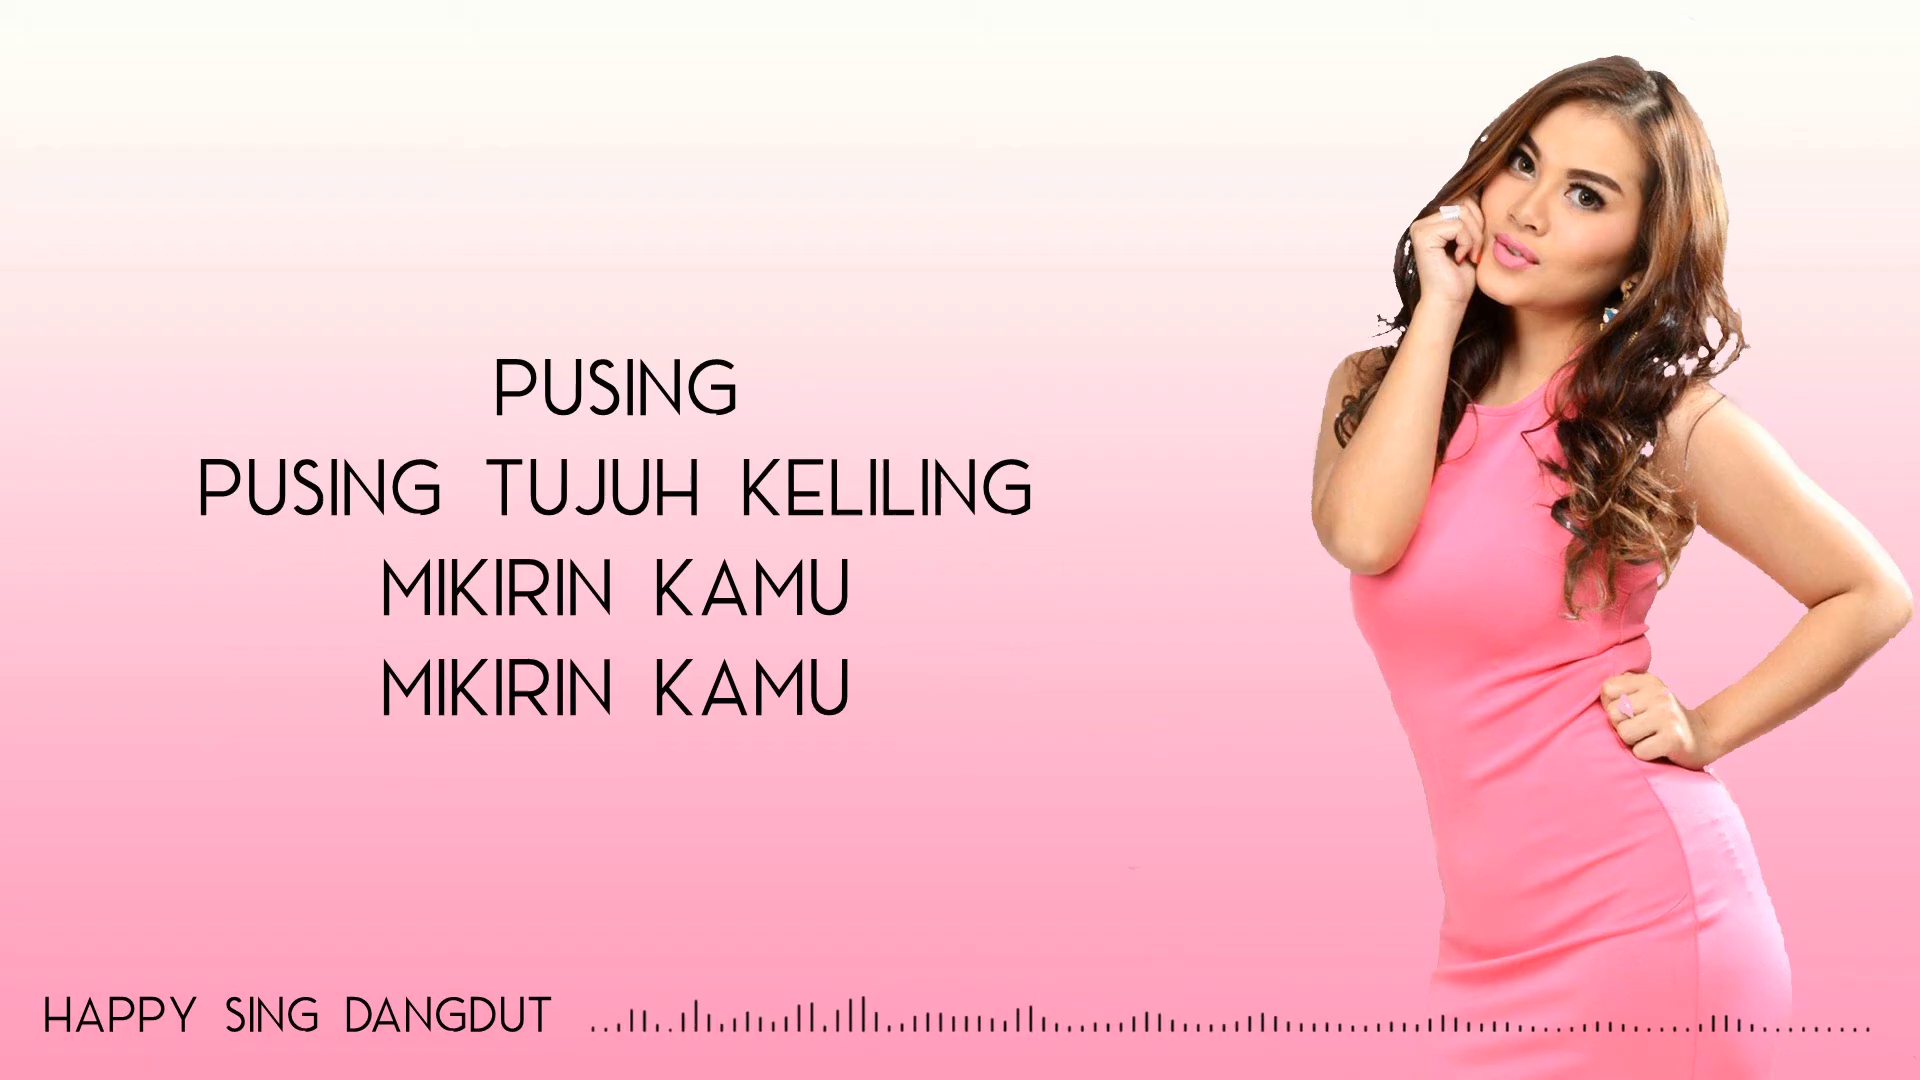 PUSING
PUSING TUJUH KELILING
MIKIRIN KAMU
MIKIRIN KAMU
HAPPY SING DANGDUT